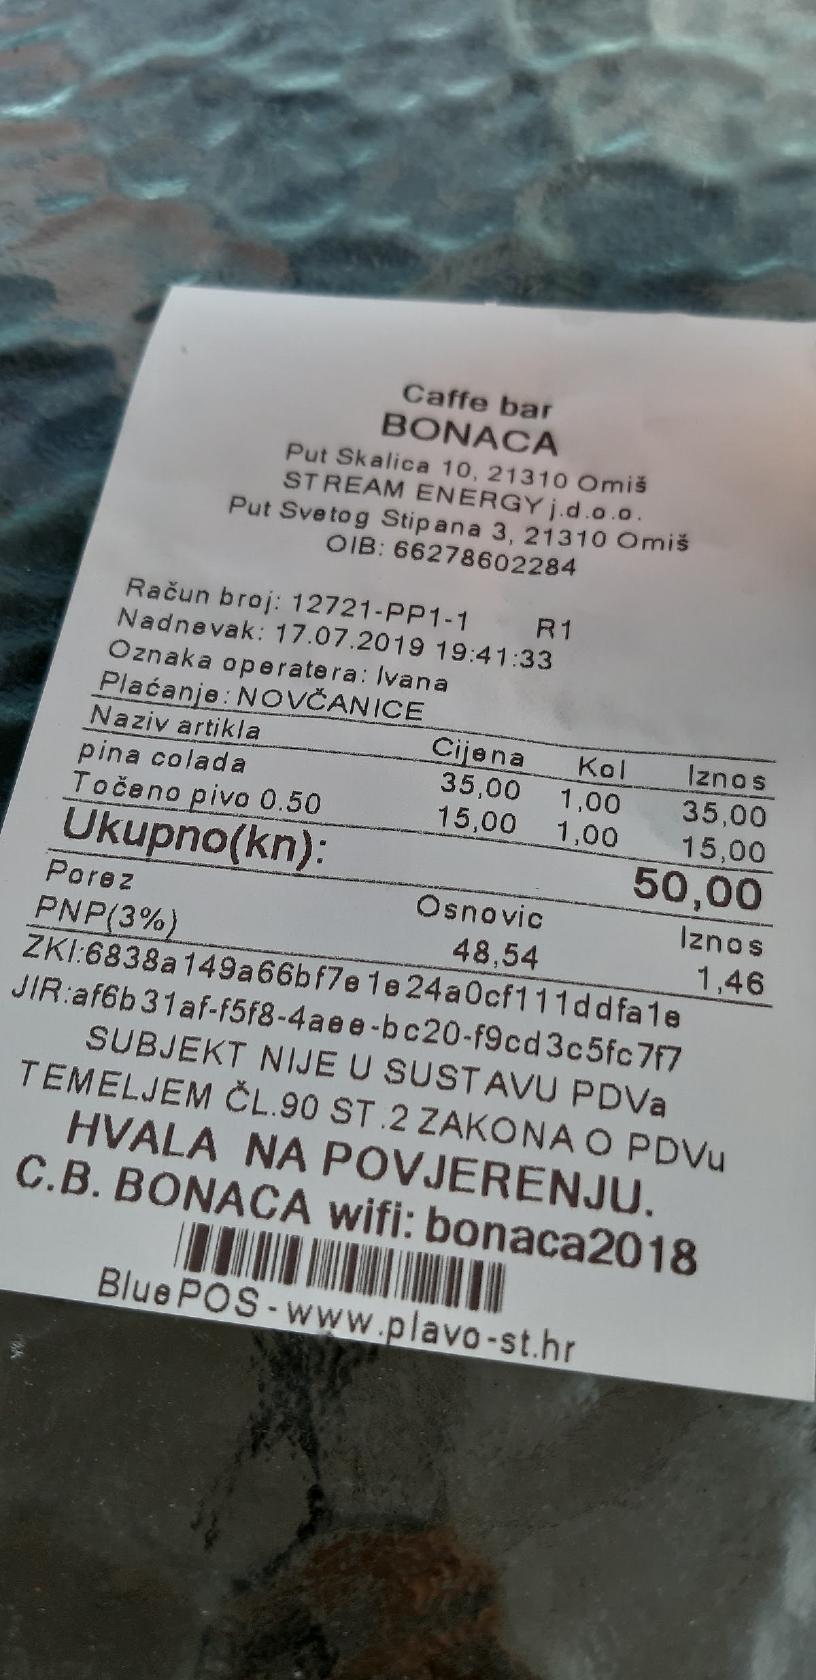 Caffe bar
BONACA
Put Skalica 10, 21310 Omiš
STREAM ENERGY j.d.o.o.
Put Svetog Stipana 3, 21310 Omiš
OIB: 66278602284
Račun broj: 12721-PP1-1 R1
Nadnevak: 17.07.2019 19:41:33
Oznaka operatera: Ivana
Plaćanje: NOVČANICE
Naziv artikla Cijena Kol Iznos
pina colada 35,00 1,00 35,00
Točeno pivo 0.50 15,00 1,00 15,00
Ukupno(kn): 50,00
Porez Osnovic Iznos
PNP(3%) 48,54 1,46
ZKI:6838a149a66bf7e1e24a0cf111ddfa1e
JIR:af6b31af-f5f8-4aee-bc20-f9cd3c5fc7f7
SUBJEKT NIJE U SUSTAVU PDVa
TEMELJEM ČL.90 ST.2 ZAKONA O PDVu
HVALA NA POVJERENJU.
C.B. BONACA wifi: bonaca2018
BluePOS - www.plavo-st.hr